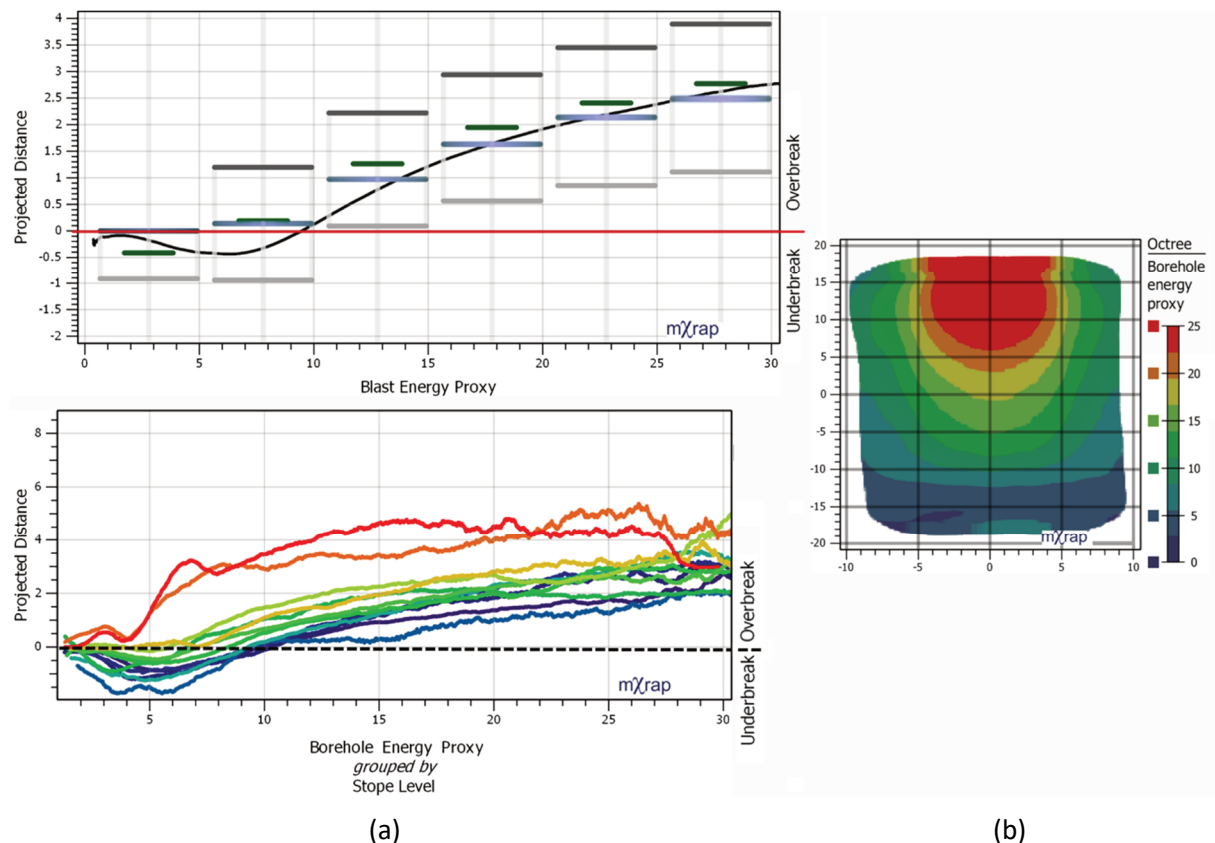 4
3.5
3
2.5
2
1.5
1
0.5
0
-0.5
-1
-1.5
-2
Projected Distance
Overbreak
Underbreak
mχrap
0 5 10 15 20 25 30
Blast Energy Proxy
8
6
4
2
0
Projected Distance
Overbreak
Underbreak
mχrap
5 10 15 20 25 30
Borehole Energy Proxy
grouped by
Stope Level
(a)
20
15
10
5
0
-5
-10
-15
-20
mχrap
-10 -5 0 5 10
Octree
Borehole
energy
proxy
25
20
15
10
5
0
(b)